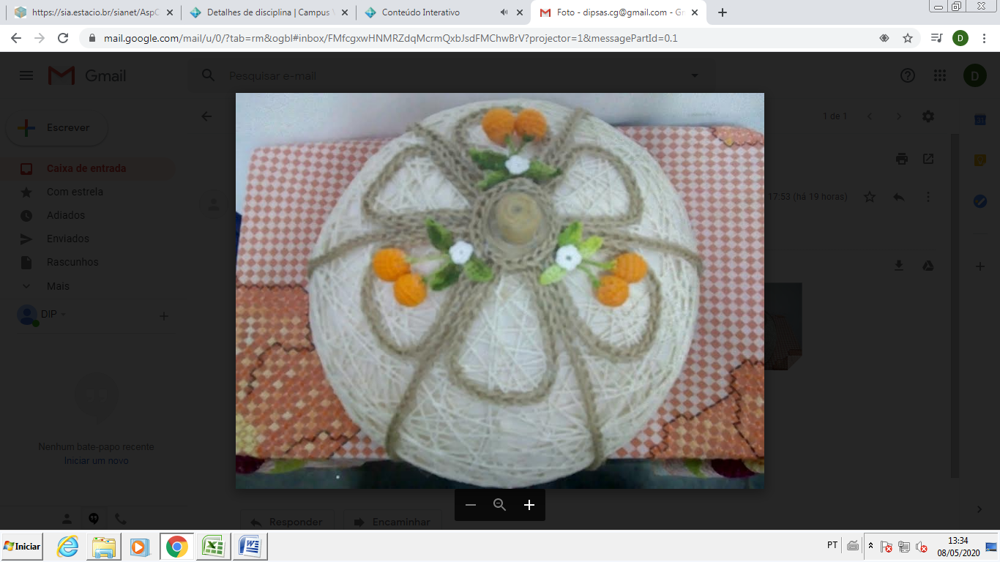 https://sia.estacio.br/sianet/AspC
Detalhes de disciplina | Campus V
Conteúdo Interativo
Foto - dipsas.cg@gmail.com - Gr
mail.google.com/mail/u/0/?tab=rm&ogbl#inbox/FMfcgxwHNMRZdqMcrmQxbJsdFMChwBrV?projector=1&messagePartId=0.1
D
Gmail
Pesquisar e-mail
D
Escrever
1 de 1
Caixa de entrada
Com estrela
17:53 (há 19 horas)
Adiados
Enviados
Rascunhos
Mais
DIP
Nenhum bate-papo recente
Iniciar um novo
Responder
Encaminhar
Iniciar
PT
13:34
08/05/2020